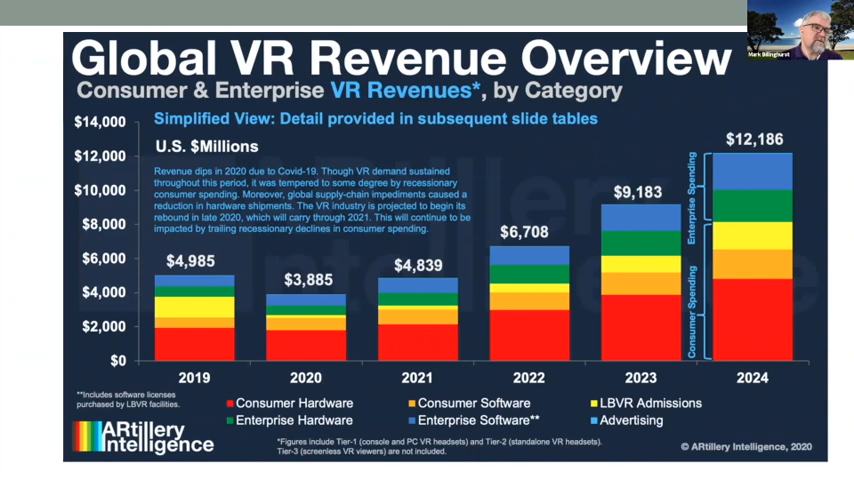 Mark Billinghurst
Global VR Revenue Overview
Consumer & Enterprise VR Revenues*, by Category
Simplified View: Detail provided in subsequent slide tables
U.S. $Millions
Revenue dips in 2020 due to Covid-19. Though VR demand sustained
throughout this period, it was tempered to some degree by recessionary
consumer spending. Moreover, global supply-chain impediments caused a
reduction in hardware shipments. The VR industry is projected to begin its
rebound in late 2020, which will carry through 2021. This will continue to be
impacted by trailing recessionary declines in consumer spending.
$14,000
$12,000
$10,000
$8,000
$6,000
$4,000
$2,000
$0
$4,985
$3,885
$4,839
$6,708
$9,183
$12,186
Enterprise Spending
Consumer Spending
2019 2020 2021 2022 2023 2024
**Includes software licenses
purchased by LBVR facilities.
Consumer Hardware Consumer Software LBVR Admissions
Enterprise Hardware Enterprise Software** Advertising
ARtillery
Intelligence
*Figures include Tier-1 (console and PC VR headsets) and Tier-2 (standalone VR headsets).
Tier-3 (screenless VR viewers) are not included.
© ARtillery Intelligence, 2020